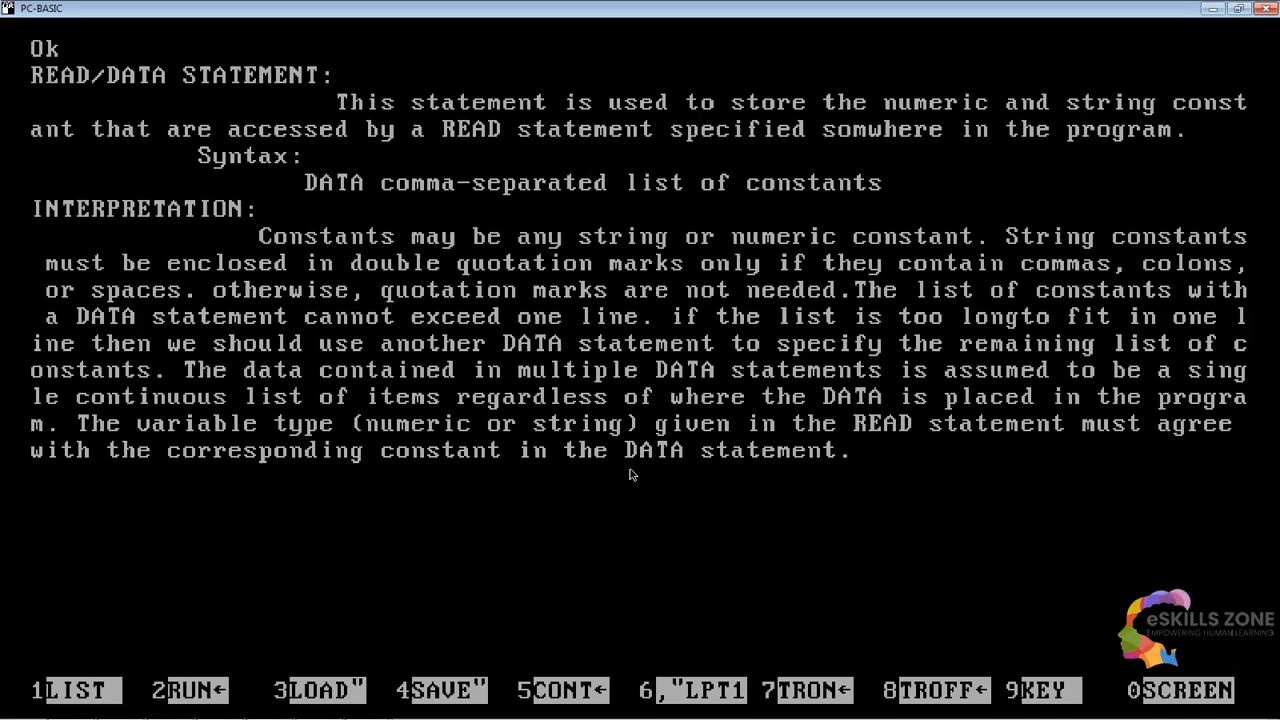 PC-BASIC
Ok
READ/DATA STATEMENT:
This statement is used to store the numeric and string const
ant that are accessed by a READ statement specified somwhere in the program.
Syntax:
DATA comma-separated list of constants
INTERPRETATION:
Constants may be any string or numeric constant. String constants
must be enclosed in double quotation marks only if they contain commas, colons,
or spaces. otherwise, quotation marks are not needed.The list of constants with
a DATA statement cannot exceed one line. if the list is too longto fit in one l
ine then we should use another DATA statement to specify the remaining list of c
onstants. The data contained in multiple DATA statements is assumed to be a sing
le continuous list of items regardless of where the DATA is placed in the progra
m. The variable type (numeric or string) given in the READ statement must agree
with the corresponding constant in the DATA statement.
eSKILLS ZONE
EMPOWERING HUMAN LEARNING
1LIST 2RUN← 3LOAD" 4SAVE" 5CONT← 6,"LPT1 7TRON← 8TROFF← 9KEY 0SCREEN